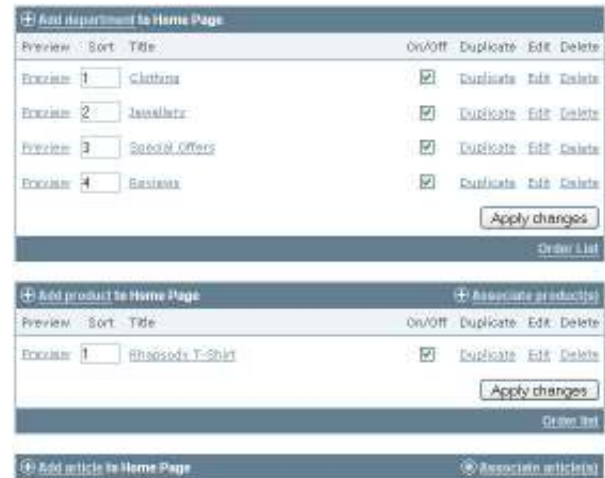 Add department to Home Page
Preview Sort Title On/Off Duplicate Edit Delete
Preview 1 Clothing Duplicate Edit Delete
Preview 2 Jewellery Duplicate Edit Delete
Preview 3 Special Offers Duplicate Edit Delete
Preview 4 Reviews Duplicate Edit Delete
Apply changes
Order List
Add product to Home Page Associate product(s)
Preview Sort Title On/Off Duplicate Edit Delete
Preview 1 Rhapsody T-Shirt Duplicate Edit Delete
Apply changes
Order list
Add article to Home Page Associate article(s)